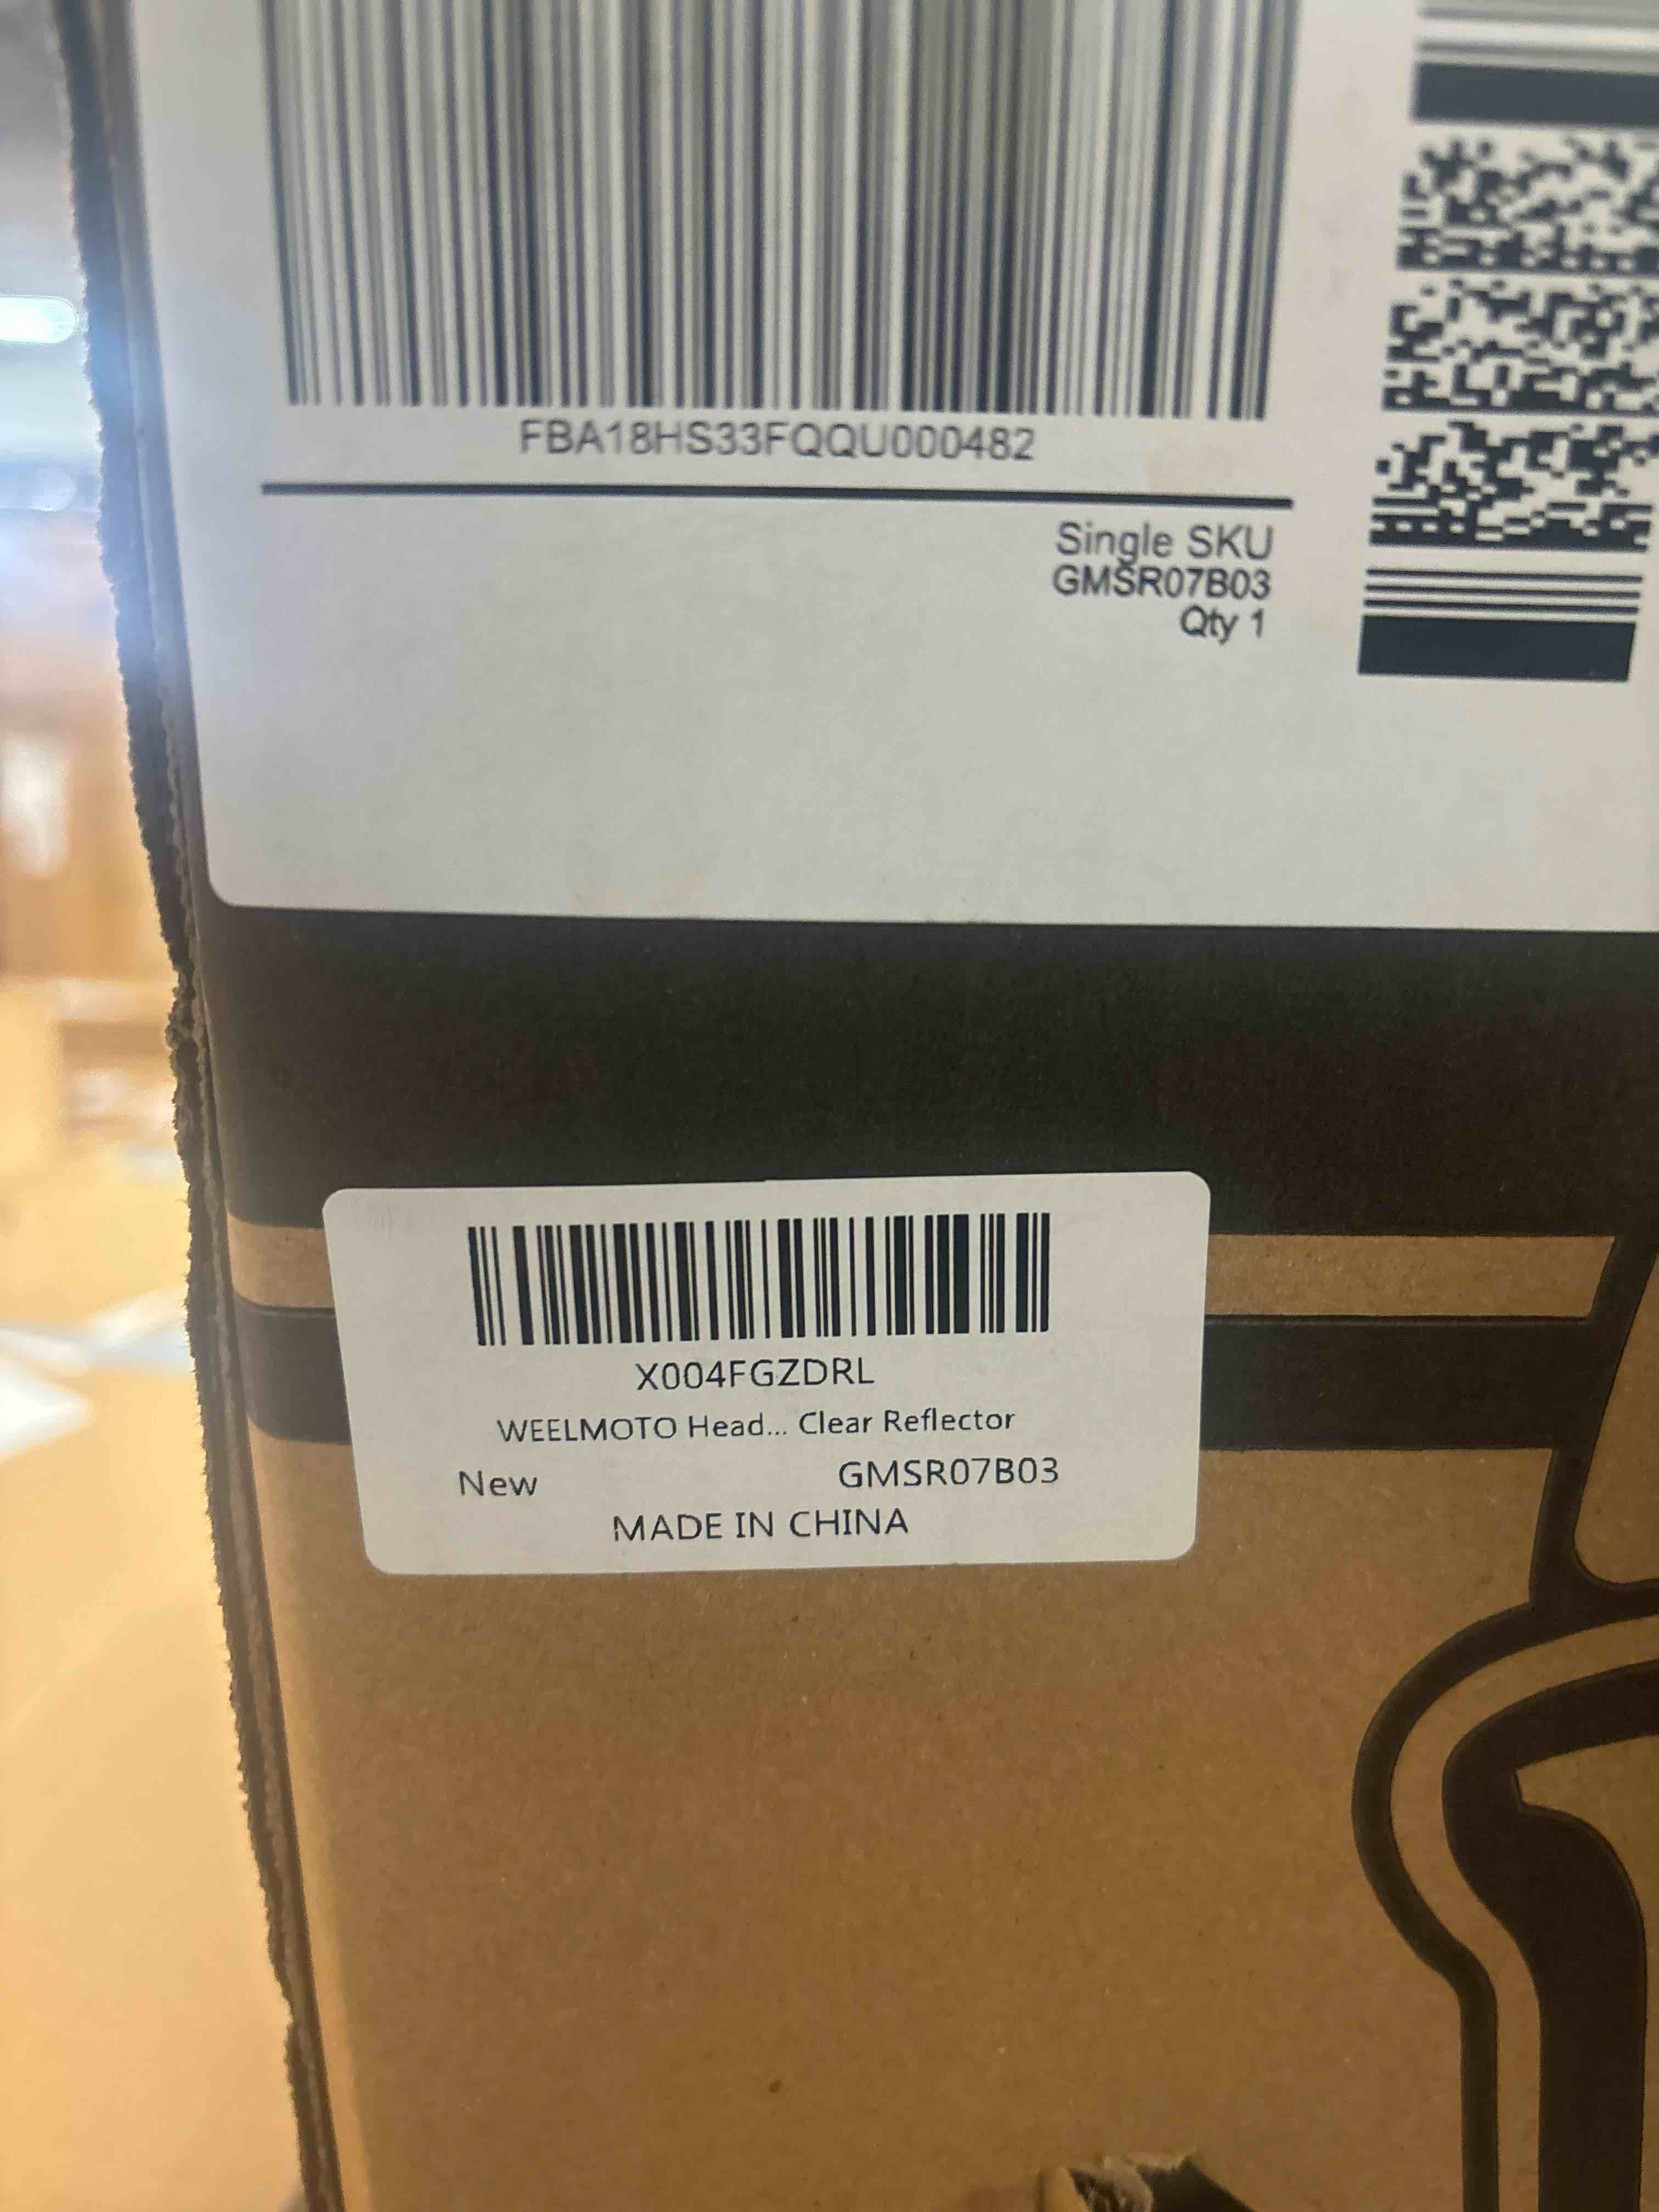 FBA18HS33FQQU000482
Single SKU
GMSR07B03
Qty 1
X004FGZDRL
WEELMOTO Head... Clear Reflector
New GMSR07B03
MADE IN CHINA